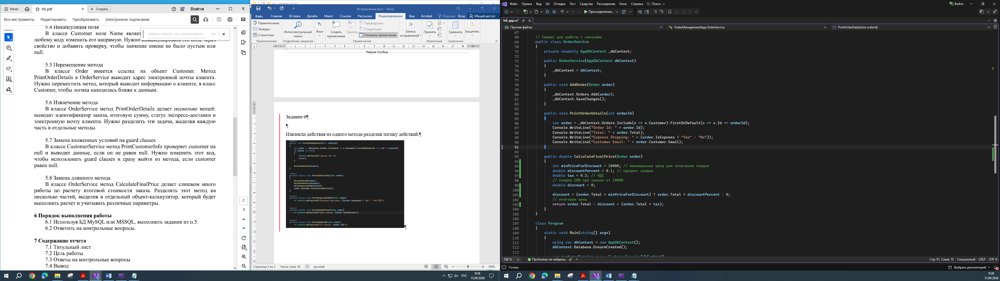 Меню
lr8.pdf
Создать
Войти
Все инструменты
Редактировать
Преобразовать
Электронное подписание
Найти текст или инструмент
5.4 Инкапсуляция поля
В классе Customer поле Name являет
любому коду изменить его напрямую. Нужно инкапсулировать это поле через
свойство и добавить проверку, чтобы значение имени не было пустым или
null.
5.5 Перемещение метода
В классе Order имеется ссылка на объект Customer. Метод
PrintOrderDetails в OrderService выводит адрес электронной почты клиента.
Нужно переместить метод, который выводит информацию о клиенте, в класс
Customer, чтобы логика находилась ближе к данным.
5.6 Извлечение метода
В классе OrderService метод PrintOrderDetails делает несколько вещей:
выводит идентификатор заказа, итоговую сумму, статус экспресс-доставки и
электронную почту клиента. Нужно разделить эти задачи, выделив каждую
часть в отдельные методы.
5.7 Замена вложенных условий на guard clauses
В классе CustomerService метод PrintCustomerInfo проверяет customer на
null и выводит данные, если он не равен null. Нужно изменить этот код,
чтобы использовать guard clauses и сразу выйти из метода, если customer
равен null.
5.8 Замена длинного метода
В классе OrderService метод CalculateFinalPrice делает слишком много
работы по расчету итоговой стоимости заказа. Разделить этот метод на
несколько частей, выделив в отдельный объект-калькулятор, который будет
выполнять расчет и учитывать различные параметры.
6 Порядок выполнения работы
6.1 Используя БД MySQL или MSSQL, выполнить задания из п.5.
6.2 Ответить на контрольные вопросы.
7 Содержание отчета
7.1 Титульный лист
7.2 Цель работы
7.3 Ответы на контрольные вопросы
7.4 Вывод
2
3
Исправления.docx - Word
Файл Главная Вставка Дизайн Макет Ссылки Рассылки Рецензирование Вид Acrobat Помощн Вход Общий доступ
Правописание
Тезаурус
Статистика
Правописание
Интеллектуальный поиск
Подробные сведения
Язык
Создать примечание
Удалить
Предыдущее
Следующее
Показать примечания
Примечания
Запись исправлений
Принять
Изменения
Сравнить
Сравнение
Защитить
Разрыв столбца
Задание·6¶
¶
Извлекли·действия·из·одного·метода·разделив·логику·действий.¶
public void PrintOrderDetails(int orderId)
{
var order = _dbContext.Orders.Include(o => o.Customer).FirstOrDefault(o => o.Id == orderId);
if (order is null)
{
Console.WriteLine("Заказа нет.");
return;
}
PrintOrderInfo(order);
}
private static void PrintOrderInfo(Order order)
{
PrintOrderId(order);
PrintOrderPrice(order);
PrintExpressOrNot(order);
order.Customer.PrintCustomerInfo();
}
private static void PrintExpressOrNot(Order order)
=> Console.WriteLine($"Экспресс-доставка: {(order.IsExpress ? "Да" : "Нет")}");
private static void PrintOrderPrice(Order order)
=> Console.WriteLine($"Цена заказа: {order.TotalPrice}");
private static void PrintOrderId(Order order)
=> Console.WriteLine($"Id заказа: {order.Id}");
¶
Страница 3 из 3 Число слов: 36 русский 100%
РУС
9:38
15.09.2026
Файл Правка Вид Git Отладка Тест Средства Расширения Окно Справка Поиск Войти
Присоединение...
lr8_app.cs*
Прочие файлы
OrderManagementApp.OrderService
PrintOrderDetails(int orderId)
67
68 // Сервис для работы с заказами
69 public class OrderService
70 {
71 private readonly AppDbContext _dbContext;
72
73 public OrderService(AppDbContext dbContext)
74 {
75 _dbContext = dbContext;
76 }
77
78 public void AddOrder(Order order)
79 {
80 _dbContext.Orders.Add(order);
81 _dbContext.SaveChanges();
82 }
83
84 public void PrintOrderDetails(int orderId)
85 {
86 var order = _dbContext.Orders.Include(o => o.Customer).FirstOrDefault(o => o.Id == orderId);
87 Console.WriteLine("Order Id: " + order.Id);
88 Console.WriteLine("Total: " + order.Total);
89 Console.WriteLine("Express Shipping: " + (order.IsExpress ? "Yes" : "No"));
90 Console.WriteLine("Customer Email: " + order.Customer.Email);
91 }
92
93 public double CalculateFinalPrice(Order order)
94 {
95 int minPriceForDiscount = 10000; // минимальная цена для получения скидки
96 double discountPercent = 0.1; // процент скидки
97 double tax = 0.2; // НДС
98 // скидка 10% при заказе от 10000
99 double discount = 0;
100
101 discount = (order.Total > minPriceForDiscount) ? order.Total * discountPercent : 0;
102 // итоговая цена
103 return order.Total - discount + (order.Total * tax);
104 }
105 }
106
107 class Program
108 {
109 static void Main(string[] args)
110 {
111 using var dbContext = new AppDbContext();
112 dbContext.Database.EnsureCreated();
113
108 %
Проблемы не найдены.
Стр: 91, Симв: 10 Смешанный CRLF UTF-8
Готово
Выбрать репозиторий
9:38
15.09.2026